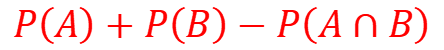 P(A) + P(B) − P(A ∩ B)